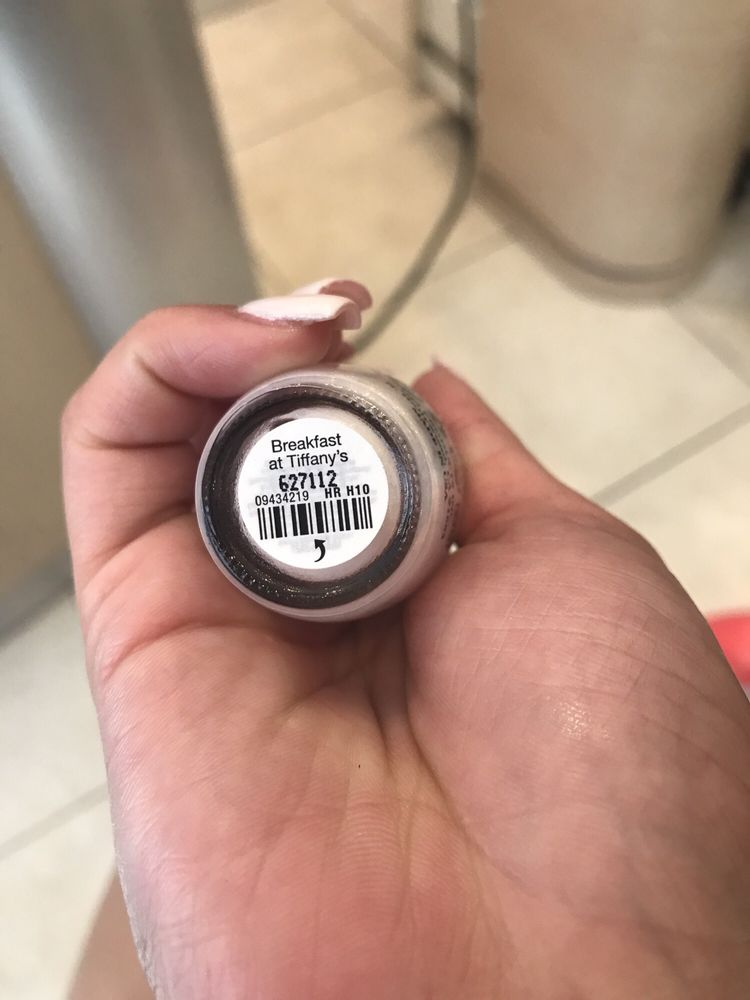 Breakfast
at Tiffany's
627112
09434219 HR H10